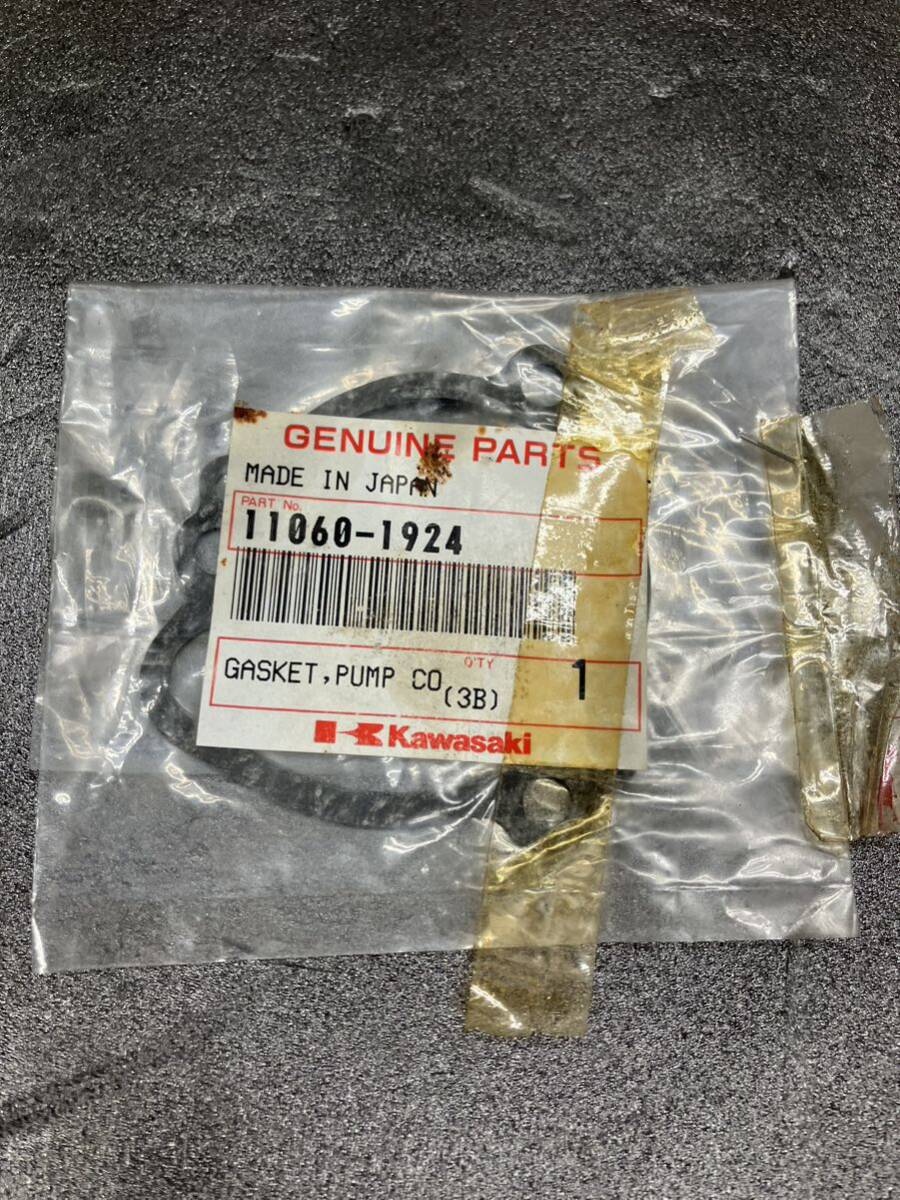 GENUINE PARTS
MADE IN JAPAN
PART No.
11060-1924
GASKET,PUMP CO
(3B)
Q'TY
1
Kawasaki